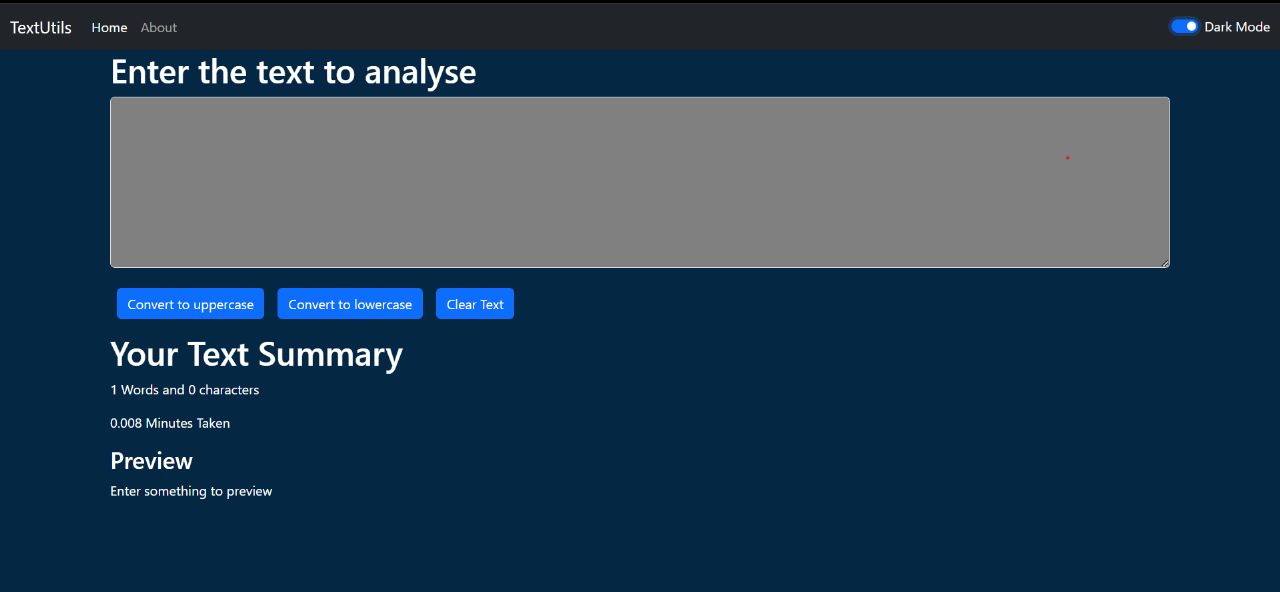 TextUtils Home About Dark Mode
Enter the text to analyse
Convert to uppercase Convert to lowercase Clear Text
Your Text Summary
1 Words and 0 characters
0.008 Minutes Taken
Preview
Enter something to preview